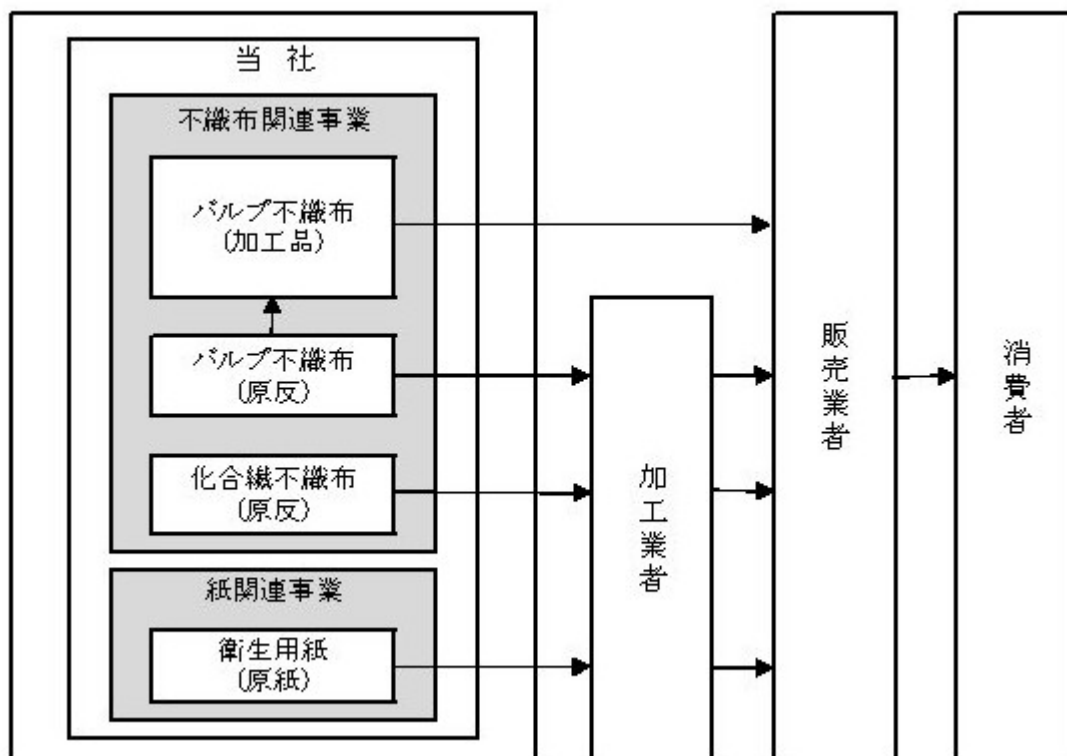 当 社
不織布関連事業
パルプ不織布
(加工品)
パルプ不織布
(原反)
化合繊不織布
(原反)
紙関連事業
衛生用紙
(原紙)
加工業者
販売業者
消費者